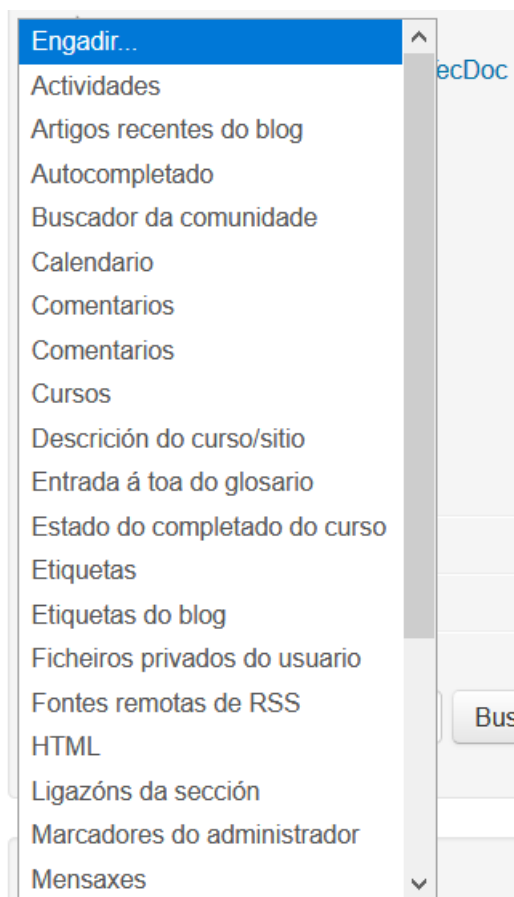 Engadir...
ecDoc
Actividades
Artigos recentes do blog
Autocompletado
Buscador da comunidade
Calendario
Comentarios
Comentarios
Cursos
Descrición do curso/sitio
Entrada á toa do glosario
Estado do completado do curso
Etiquetas
Etiquetas do blog
Ficheiros privados do usuario
Fontes remotas de RSS
Bus
HTML
Ligazóns da sección
Marcadores do administrador
Mensaxes